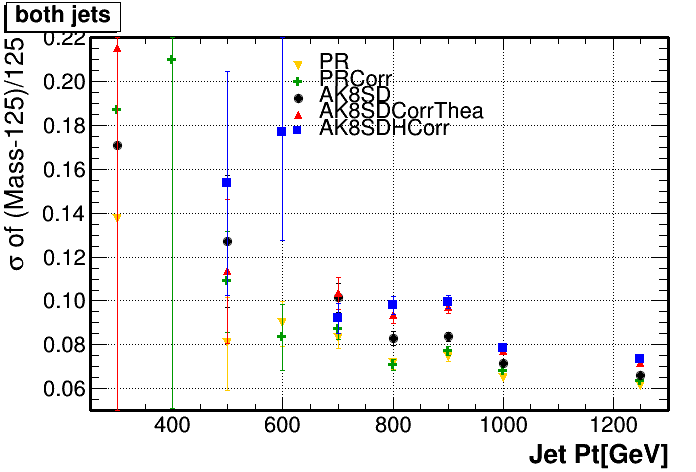 both jets
σ of (Mass-125)/125
0.22
0.20
0.18
0.16
0.14
0.12
0.10
0.08
0.06
PR
PRCorr
AK8SD
AK8SDCorrThea
AK8SDHCorr
400 600 800 1000 1200
Jet Pt[GeV]